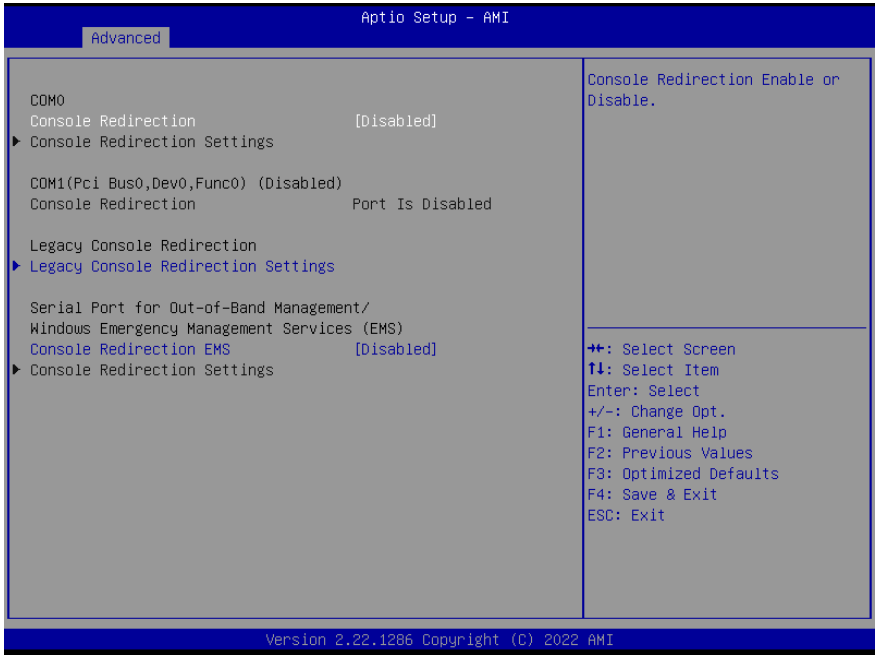 Aptio Setup – AMI
Advanced
COM0
Console Redirection [Disabled]
Console Redirection Settings
COM1(Pci Bus0,Dev0,Func0) (Disabled)
Console Redirection Port Is Disabled
Legacy Console Redirection
Legacy Console Redirection Settings
Serial Port for Out-of-Band Management/
Windows Emergency Management Services (EMS)
Console Redirection EMS [Disabled]
Console Redirection Settings
Console Redirection Enable or
Disable.
→←: Select Screen
↑↓: Select Item
Enter: Select
+/-: Change Opt.
F1: General Help
F2: Previous Values
F3: Optimized Defaults
F4: Save & Exit
ESC: Exit
Version 2.22.1286 Copyright (C) 2022 AMI